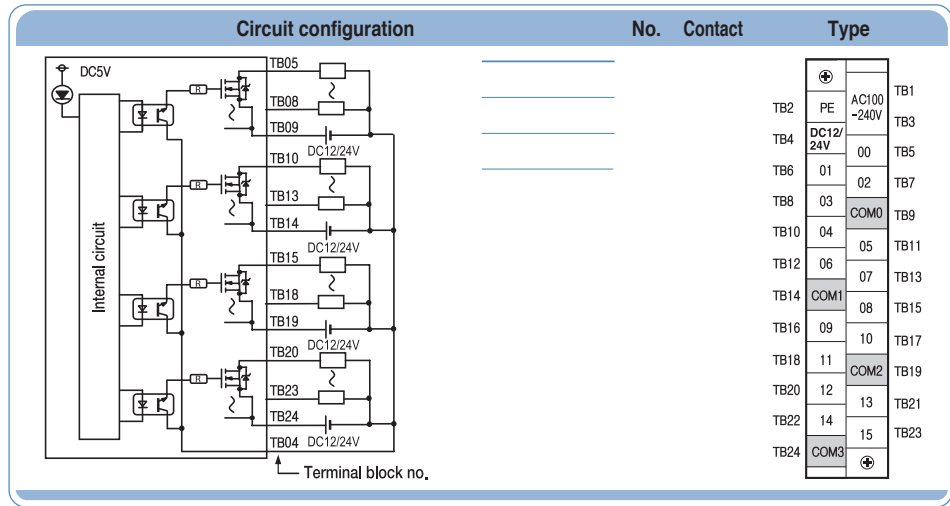 Circuit configuration No. Contact Type
DC5V
Internal circuit
R
R
R
R
TB05
TB08
TB09
DC12/24V
TB10
TB13
TB14
DC12/24V
TB15
TB18
TB19
DC12/24V
TB20
TB23
TB24
TB04 DC12/24V
Terminal block no.
TB1
TB2 PE AC100
-240V
TB3
TB4 DC12/
24V
00 TB5
TB6 01
02 TB7
TB8 03
COM0 TB9
TB10 04
05 TB11
TB12 06
07 TB13
TB14 COM1
08 TB15
TB16 09
10 TB17
TB18 11
COM2 TB19
TB20 12
13 TB21
TB22 14
15 TB23
TB24 COM3